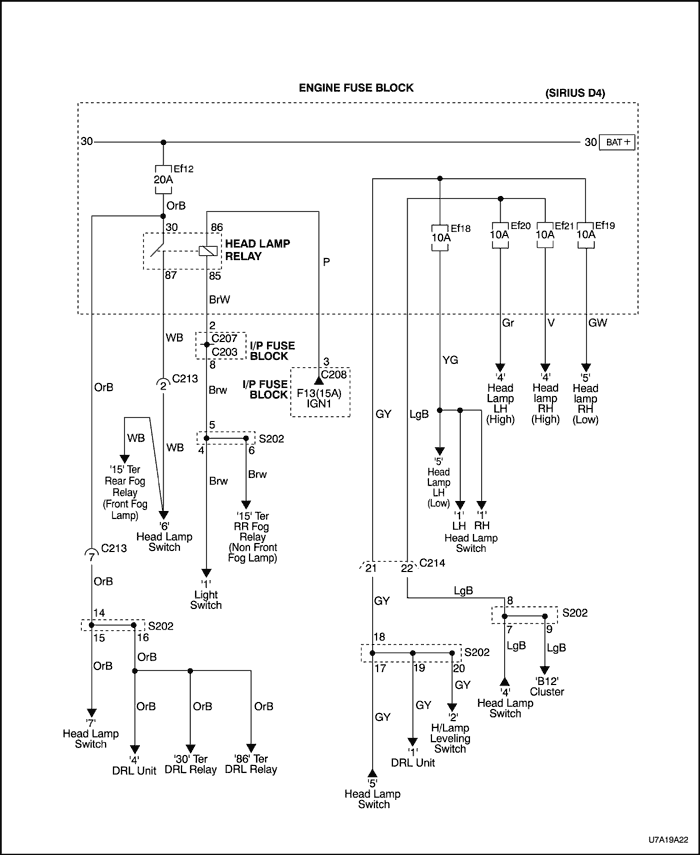 ENGINE FUSE BLOCK
(SIRIUS D4)
30
30
BAT +
Ef12
20A
OrB
30
86
HEAD LAMP
RELAY
87
85
Ef18
10A
Ef20
10A
Ef21
10A
Ef19
10A
P
BrW
WB
2
C207
C203
8
I/P FUSE
BLOCK
Gr
V
GW
YG
3
C208
F13(15A)
IGN1
I/P FUSE
BLOCK
OrB
2
C213
Brw
GY
LgB
'4'
Head
Lamp
LH
(High)
'4'
Head
lamp
RH
(High)
'5'
Head
lamp
RH
(Low)
5
S202
4
6
WB
WB
Brw
Brw
'15' Ter
Rear Fog
Relay
(Front Fog
Lamp)
'6'
Head Lamp
Switch
'15' Ter
RR Fog
Relay
(Non Front
Fog Lamp)
'5'
Head
Lamp
LH
(Low)
'1'
LH
'1'
RH
Head Lamp
Switch
7
C213
21
22
C214
OrB
'1'
Light
Switch
GY
LgB
14
S202
15
16
8
S202
7
9
18
S202
17
19
20
OrB
OrB
LgB
LgB
GY
GY
GY
'4'
Head Lamp
Switch
'B12'
Cluster
OrB
OrB
OrB
'7'
Head Lamp
Switch
'2'
H/Lamp
Leveling
Switch
'4'
DRL Unit
'30' Ter
DRL Relay
'86' Ter
DRL Relay
'1'
DRL Unit
'5'
Head Lamp
Switch
U7A19A22